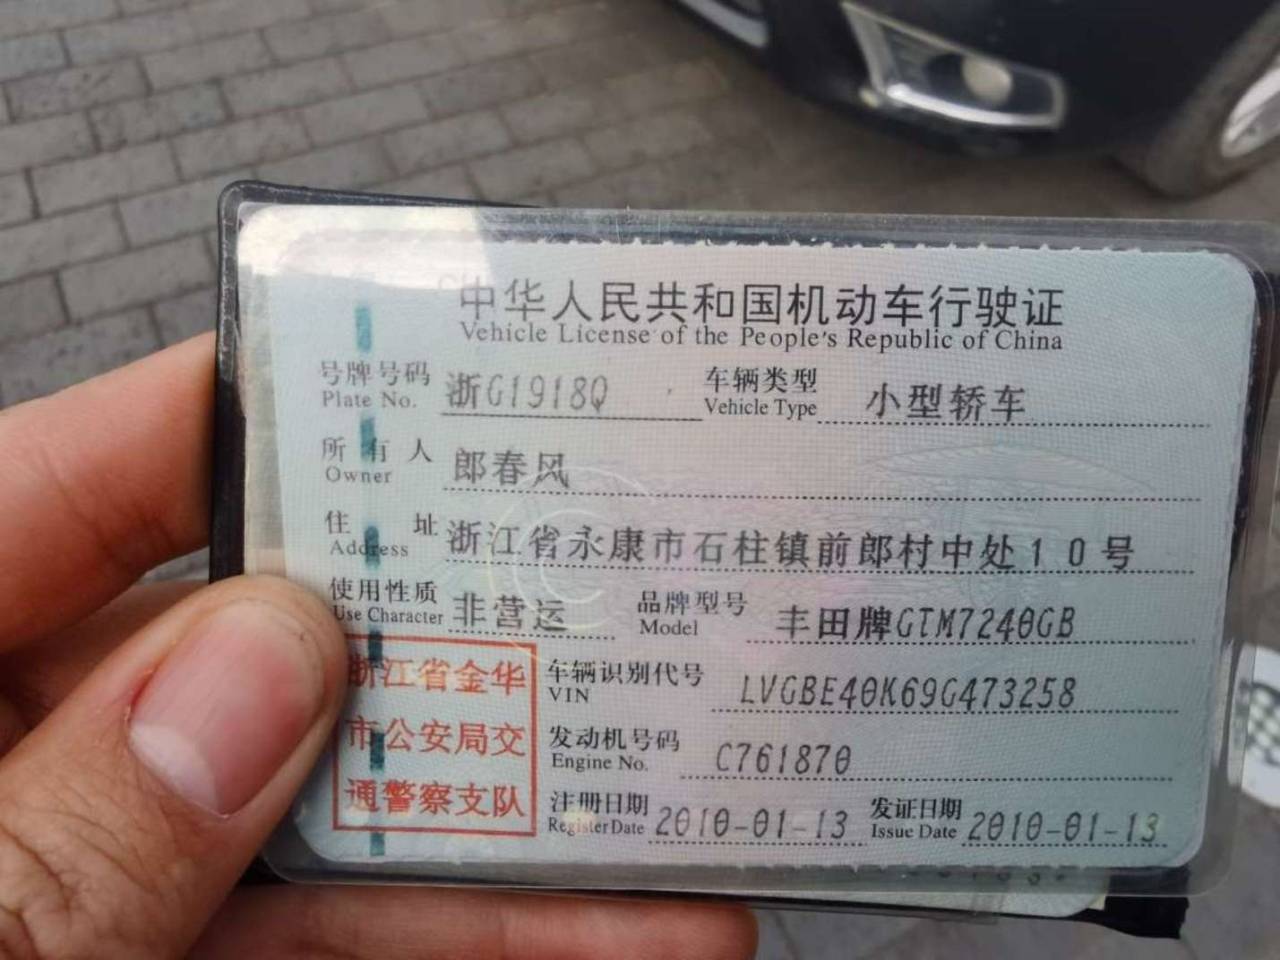 中华人民共和国机动车行驶证
Vehicle License of the People's Republic of China
号牌号码 浙G1918Q 车辆类型 小型轿车
Plate No. Vehicle Type
所有人 郎春风
Owner
住址 浙江省永康市石柱镇前郎村中处10号
Address
使用性质 非营运 品牌型号 丰田牌GTM7240GB
Use Character Model
浙江省金华
市公安局交
通警察支队
车辆识别代号 LVGBE40K69G473258
VIN
发动机号码 C761870
Engine No.
注册日期 2010-01-13 发证日期 2010-01-13
Register Date Issue Date